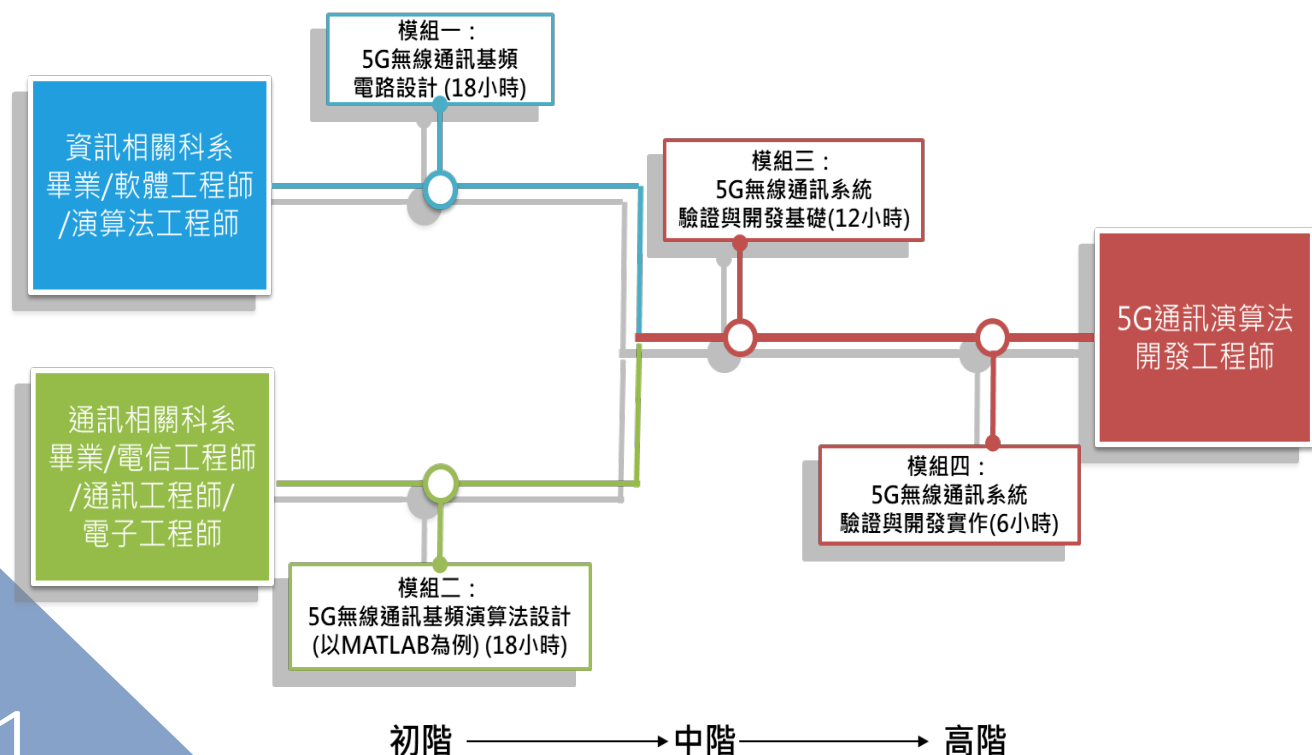 模組一：
5G無線通訊基頻
電路設計 (18小時)
資訊相關科系
畢業/軟體工程師
/演算法工程師
模組三：
5G無線通訊系統
驗證與開發基礎(12小時)
5G通訊演算法
開發工程師
通訊相關科系
畢業/電信工程師
/通訊工程師/
電子工程師
模組四：
5G無線通訊系統
驗證與開發實作(6小時)
模組二：
5G無線通訊基頻演算法設計
(以MATLAB為例) (18小時)
1
初階 中階 高階